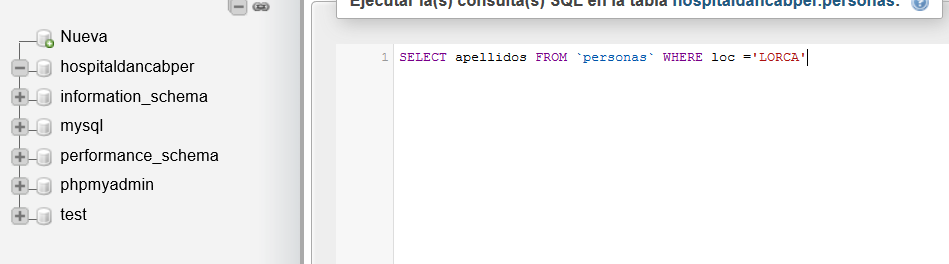 Nueva
hospitaldancabper
information_schema
mysql
performance_schema
phpmyadmin
test
Ejecutar la(s) consulta(s) SQL en la tabla hospitaldancabper.personas:
1 SELECT apellidos FROM `personas` WHERE loc ='LORCA'